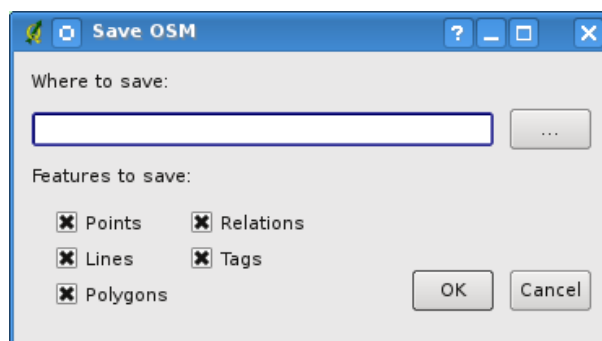 Save OSM ?
Where to save:
...
Features to save:
Points Relations
Lines Tags
Polygons
OK Cancel